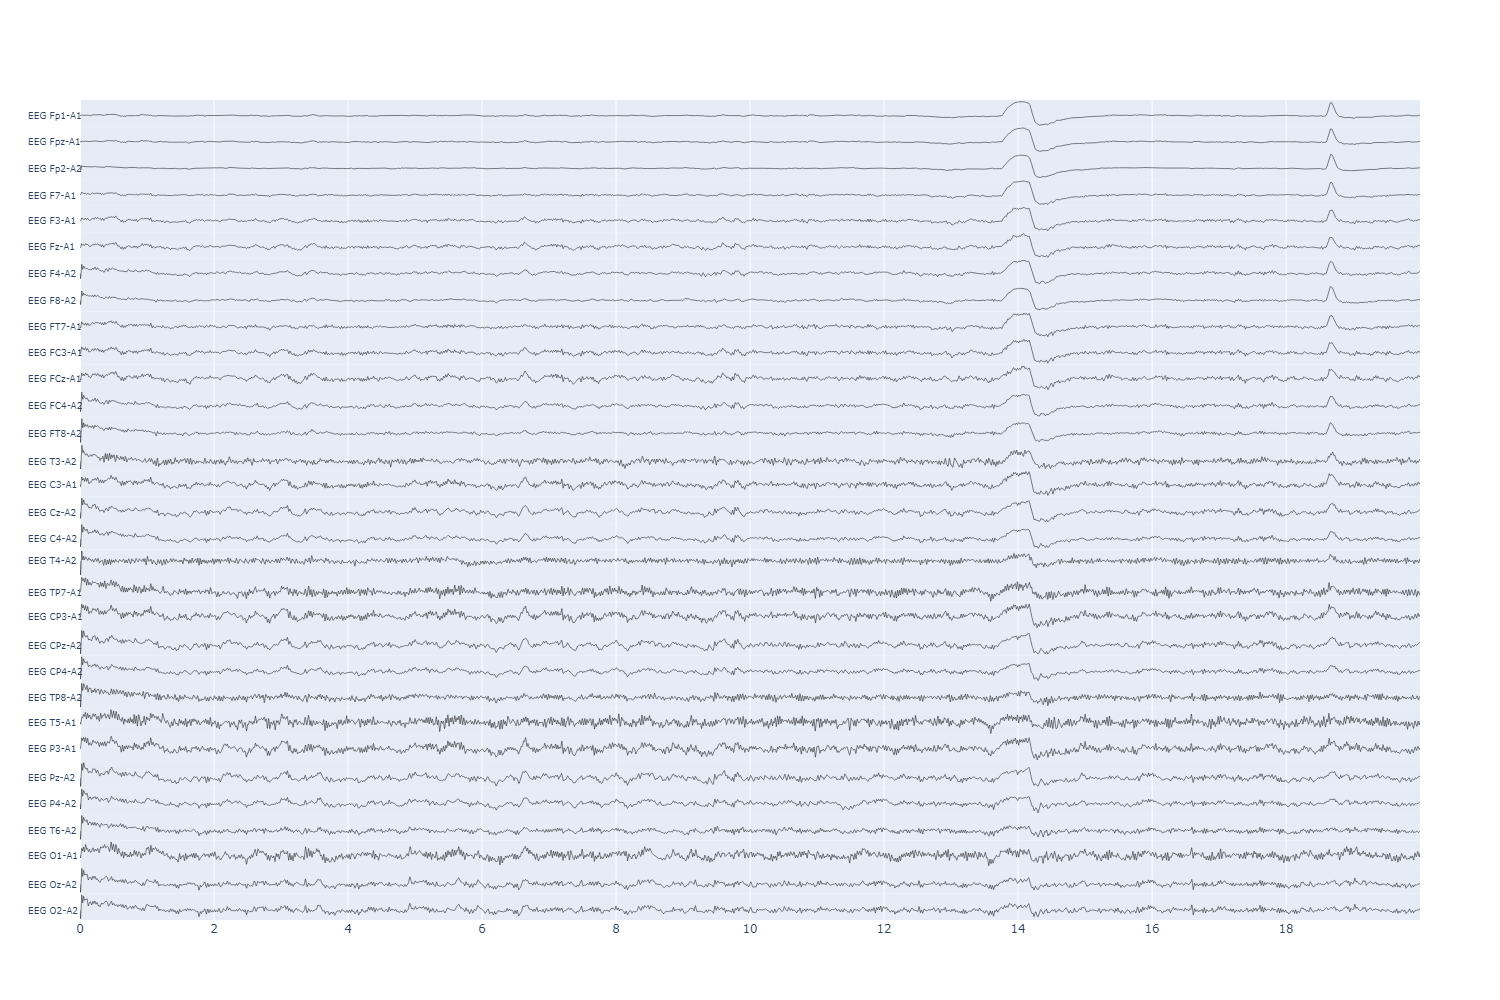 EEG Fp1-A1
EEG Fpz-A1
EEG Fp2-A2
EEG F7-A1
EEG F3-A1
EEG Fz-A1
EEG F4-A2
EEG F8-A2
EEG FT7-A1
EEG FC3-A1
EEG FCz-A1
EEG FC4-A2
EEG FT8-A2
EEG T3-A2
EEG C3-A1
EEG Cz-A2
EEG C4-A2
EEG T4-A2
EEG TP7-A1
EEG CP3-A1
EEG CPz-A2
EEG CP4-A2
EEG TP8-A2
EEG T5-A1
EEG P3-A1
EEG Pz-A2
EEG P4-A2
EEG T6-A2
EEG O1-A1
EEG Oz-A2
EEG O2-A2
0 2 4 6 8 10 12 14 16 18